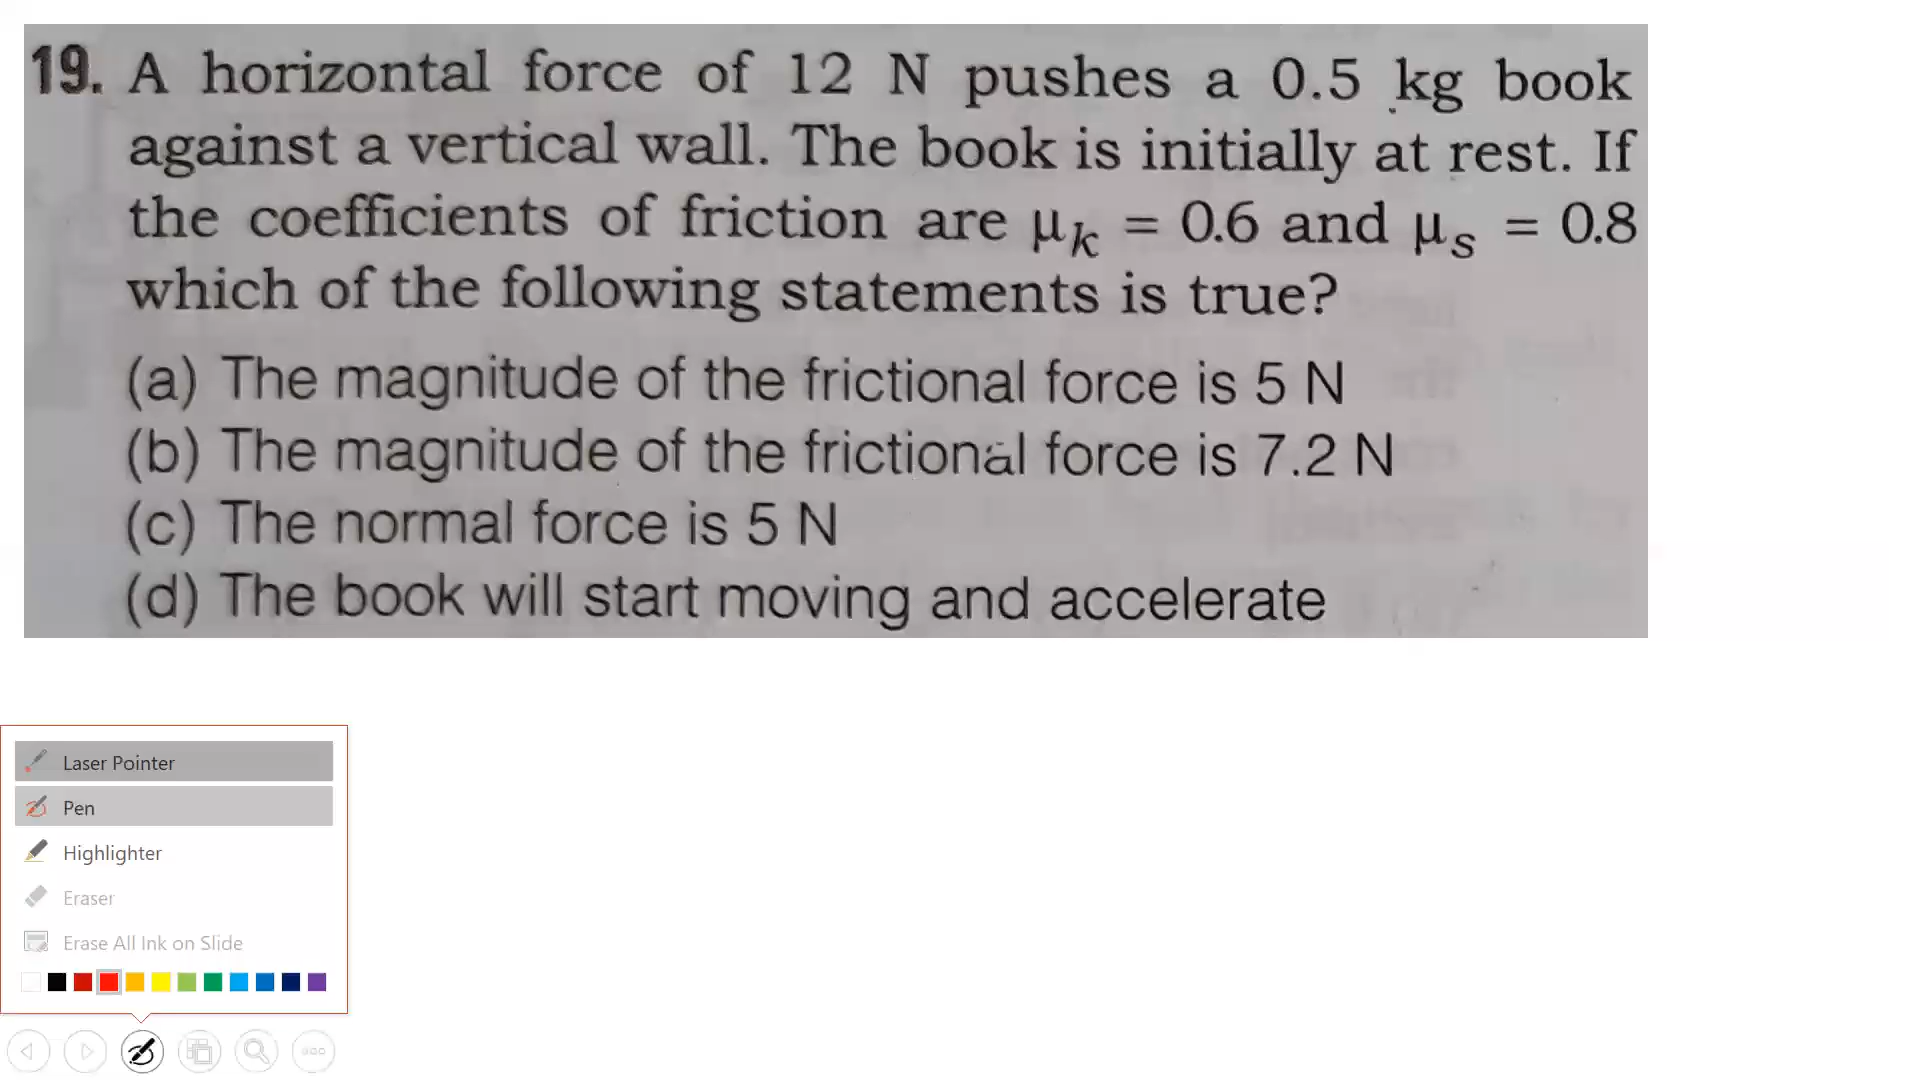 19. A horizontal force of 12 N pushes a 0.5 kg book
against a vertical wall. The book is initially at rest. If
the coefficients of friction are μk = 0.6 and μs = 0.8
which of the following statements is true?
(a) The magnitude of the frictional force is 5 N
(b) The magnitude of the frictional force is 7.2 N
(c) The normal force is 5 N
(d) The book will start moving and accelerate
Laser Pointer
Pen
Highlighter
Eraser
Erase All Ink on Slide